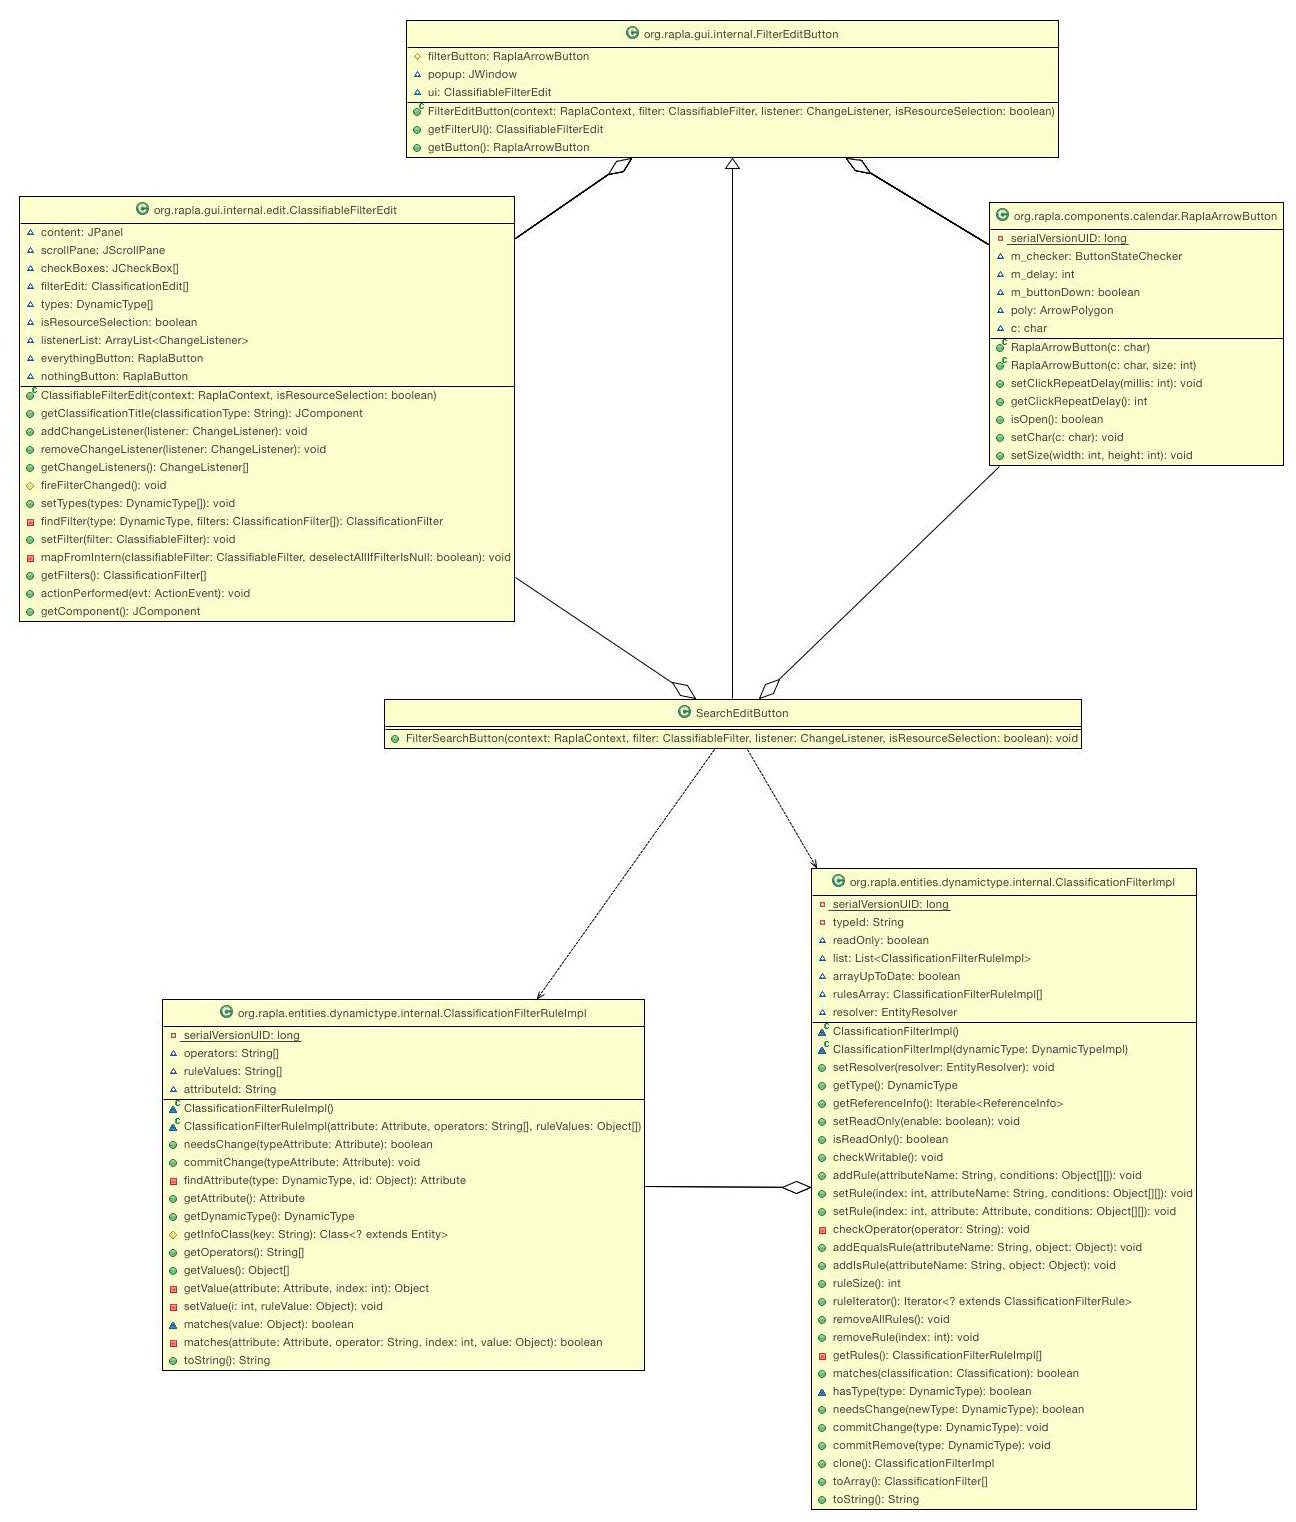 org.rapla.gui.internal.FilterEditButton
filterButton: RaplaArrowButton
popup: JWindow
ui: ClassifiableFilterEdit
FilterEditButton(context: RaplaContext, filter: ClassifiableFilter, listener: ChangeListener, isResourceSelection: boolean)
getFilterUI(): ClassifiableFilterEdit
getButton(): RaplaArrowButton
org.rapla.gui.internal.edit.ClassifiableFilterEdit
content: JPanel
scrollPane: JScrollPane
checkBoxes: JCheckBox[]
filterEdit: ClassificationEdit[]
types: DynamicType[]
isResourceSelection: boolean
listenerList: ArrayList<ChangeListener>
everythingButton: RaplaButton
nothingButton: RaplaButton
ClassifiableFilterEdit(context: RaplaContext, isResourceSelection: boolean)
getClassificationTitle(classificationType: String): JComponent
addChangeListener(listener: ChangeListener): void
removeChangeListener(listener: ChangeListener): void
getChangeListeners(): ChangeListener[]
fireFilterChanged(): void
setTypes(types: DynamicType[]): void
findFilter(type: DynamicType, filters: ClassificationFilter[]): ClassificationFilter
setFilter(filter: ClassifiableFilter): void
mapFromIntern(classifiableFilter: ClassifiableFilter, deselectAllIfFilterIsNull: boolean): void
getFilters(): ClassificationFilter[]
actionPerformed(evt: ActionEvent): void
getComponent(): JComponent
org.rapla.components.calendar.RaplaArrowButton
serialVersionUID: long
m_checker: ButtonStateChecker
m_delay: int
m_buttonDown: boolean
poly: ArrowPolygon
c: char
RaplaArrowButton(c: char)
RaplaArrowButton(c: char, size: int)
setClickRepeatDelay(millis: int): void
getClickRepeatDelay(): int
isOpen(): boolean
setChar(c: char): void
setSize(width: int, height: int): void
SearchEditButton
FilterSearchButton(context: RaplaContext, filter: ClassifiableFilter, listener: ChangeListener, isResourceSelection: boolean): void
org.rapla.entities.dynamictype.internal.ClassificationFilterRuleImpl
serialVersionUID: long
operators: String[]
ruleValues: String[]
attributeId: String
ClassificationFilterRuleImpl()
ClassificationFilterRuleImpl(attribute: Attribute, operators: String[], ruleValues: Object[])
needsChange(typeAttribute: Attribute): boolean
commitChange(typeAttribute: Attribute): void
findAttribute(type: DynamicType, id: Object): Attribute
getAttribute(): Attribute
getDynamicType(): DynamicType
getInfoClass(key: String): Class<? extends Entity>
getOperators(): String[]
getValues(): Object[]
getValue(attribute: Attribute, index: int): Object
setValue(i: int, ruleValue: Object): void
matches(value: Object): boolean
matches(attribute: Attribute, operator: String, index: int, value: Object): boolean
toString(): String
org.rapla.entities.dynamictype.internal.ClassificationFilterImpl
serialVersionUID: long
typeId: String
readOnly: boolean
list: List<ClassificationFilterRuleImpl>
arrayUpToDate: boolean
rulesArray: ClassificationFilterRuleImpl[]
resolver: EntityResolver
ClassificationFilterImpl()
ClassificationFilterImpl(dynamicType: DynamicTypeImpl)
setResolver(resolver: EntityResolver): void
getType(): DynamicType
getReferenceInfo(): Iterable<ReferenceInfo>
setReadOnly(enable: boolean): void
isReadOnly(): boolean
checkWritable(): void
addRule(attributeName: String, conditions: Object[][]): void
setRule(index: int, attributeName: String, conditions: Object[][]): void
setRule(index: int, attribute: Attribute, conditions: Object[][]): void
checkOperator(operator: String): void
addEqualsRule(attributeName: String, object: Object): void
addIsRule(attributeName: String, object: Object): void
ruleSize(): int
ruleIterator(): Iterator<? extends ClassificationFilterRule>
removeAllRules(): void
removeRule(index: int): void
getRules(): ClassificationFilterRuleImpl[]
matches(classification: Classification): boolean
hasType(type: DynamicType): boolean
needsChange(newType: DynamicType): boolean
commitChange(type: DynamicType): void
commitRemove(type: DynamicType): void
clone(): ClassificationFilterImpl
toArray(): ClassificationFilter[]
toString(): String